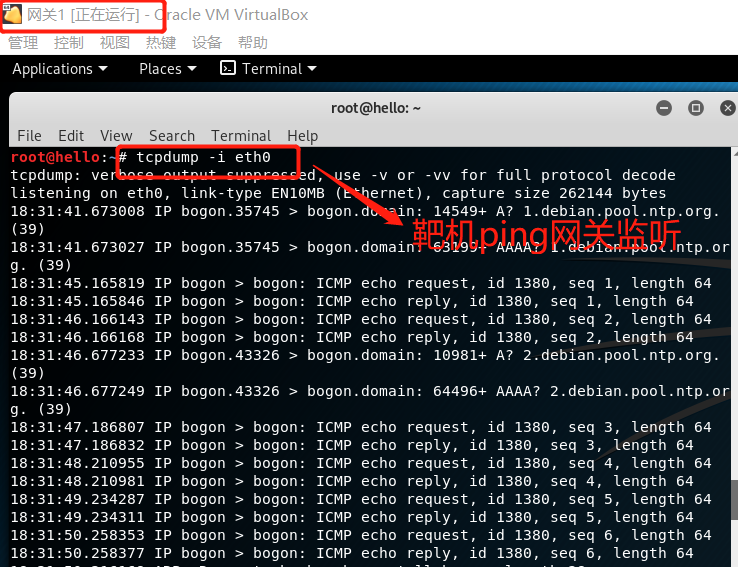 网关1 [正在运行] - Oracle VM VirtualBox
管理 控制 视图 热键 设备 帮助
Applications Places Terminal
root@hello: ~
File Edit View Search Terminal Help
root@hello:~# tcpdump -i eth0
tcpdump: verbose output suppressed, use -v or -vv for full protocol decode
listening on eth0, link-type EN10MB (Ethernet), capture size 262144 bytes
18:31:41.673008 IP bogon.35745 > bogon.domain: 14549+ A? 1.debian.pool.ntp.org.
(39)
靶机ping网关监听
18:31:41.673027 IP bogon.35745 > bogon.domain: 63199+ AAAA? 1.debian.pool.ntp.or
g. (39)
18:31:45.165819 IP bogon > bogon: ICMP echo request, id 1380, seq 1, length 64
18:31:45.165846 IP bogon > bogon: ICMP echo reply, id 1380, seq 1, length 64
18:31:46.166143 IP bogon > bogon: ICMP echo request, id 1380, seq 2, length 64
18:31:46.166168 IP bogon > bogon: ICMP echo reply, id 1380, seq 2, length 64
18:31:46.677233 IP bogon.43326 > bogon.domain: 10981+ A? 2.debian.pool.ntp.org.
(39)
18:31:46.677249 IP bogon.43326 > bogon.domain: 64496+ AAAA? 2.debian.pool.ntp.or
g. (39)
18:31:47.186807 IP bogon > bogon: ICMP echo request, id 1380, seq 3, length 64
18:31:47.186832 IP bogon > bogon: ICMP echo reply, id 1380, seq 3, length 64
18:31:48.210955 IP bogon > bogon: ICMP echo request, id 1380, seq 4, length 64
18:31:48.210981 IP bogon > bogon: ICMP echo reply, id 1380, seq 4, length 64
18:31:49.234287 IP bogon > bogon: ICMP echo request, id 1380, seq 5, length 64
18:31:49.234311 IP bogon > bogon: ICMP echo reply, id 1380, seq 5, length 64
18:31:50.258353 IP bogon > bogon: ICMP echo request, id 1380, seq 6, length 64
18:31:50.258377 IP bogon > bogon: ICMP echo reply, id 1380, seq 6, length 64